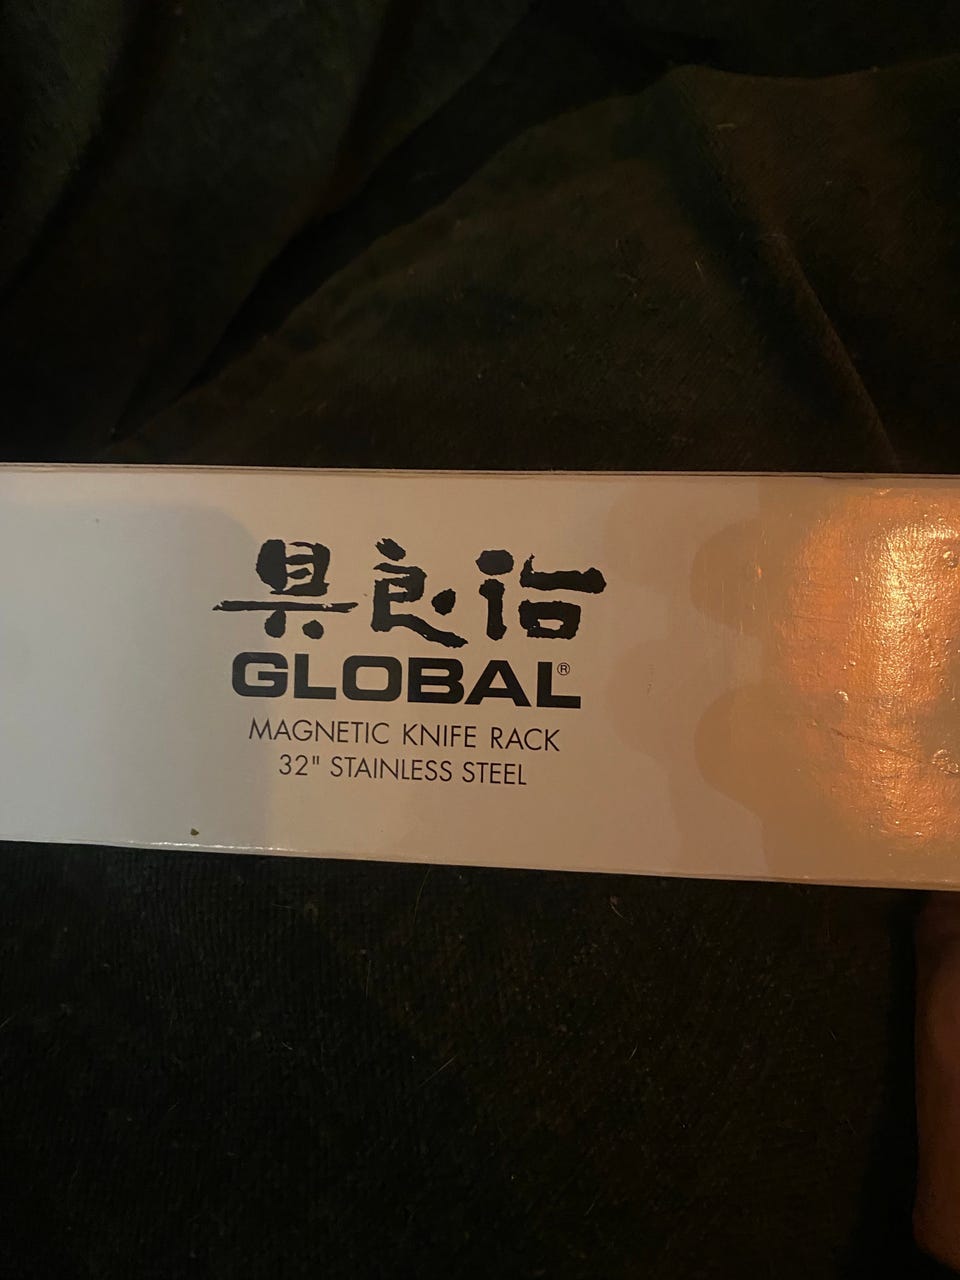 具良治
GLOBAL®
MAGNETIC KNIFE RACK
32" STAINLESS STEEL